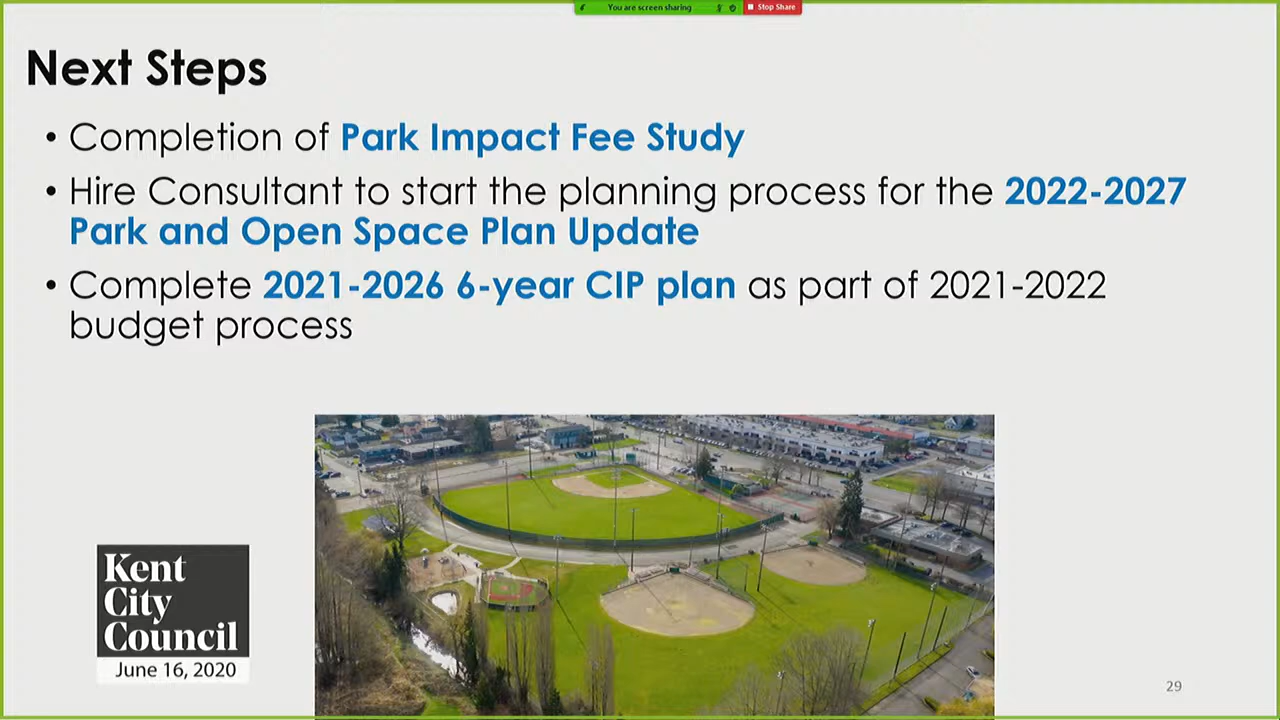 You are screen sharing
Stop Share
Next Steps
• Completion of Park Impact Fee Study
• Hire Consultant to start the planning process for the 2022-2027
Park and Open Space Plan Update
• Complete 2021-2026 6-year CIP plan as part of 2021-2022
budget process
Kent
City
Council
June 16, 2020
29